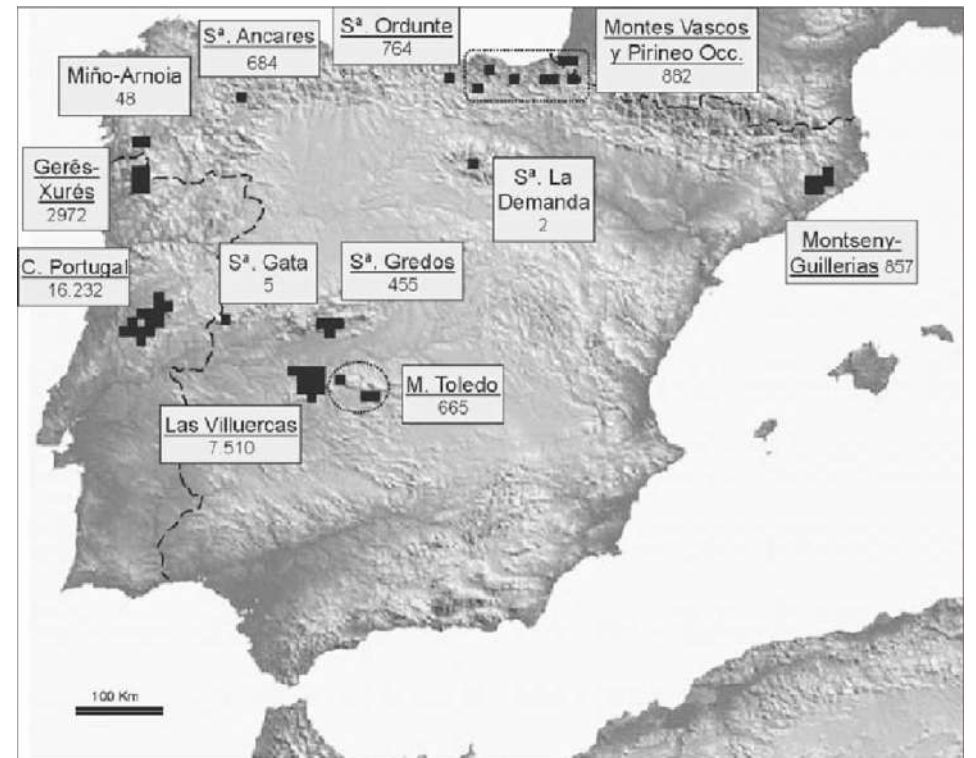 Sª. Ancares
684
Sª. Ordunte
764
Montes Vascos
y Pirineo Occ.
882
Miño-Arnoia
48
Gerês-
Xurés
2972
Sª. La
Demanda
2
C. Portugal
16.232
Sª. Gata
5
Sª. Gredos
455
Montseny-
Guillerias 857
M. Toledo
665
Las Villuercas
7.510
100 Km